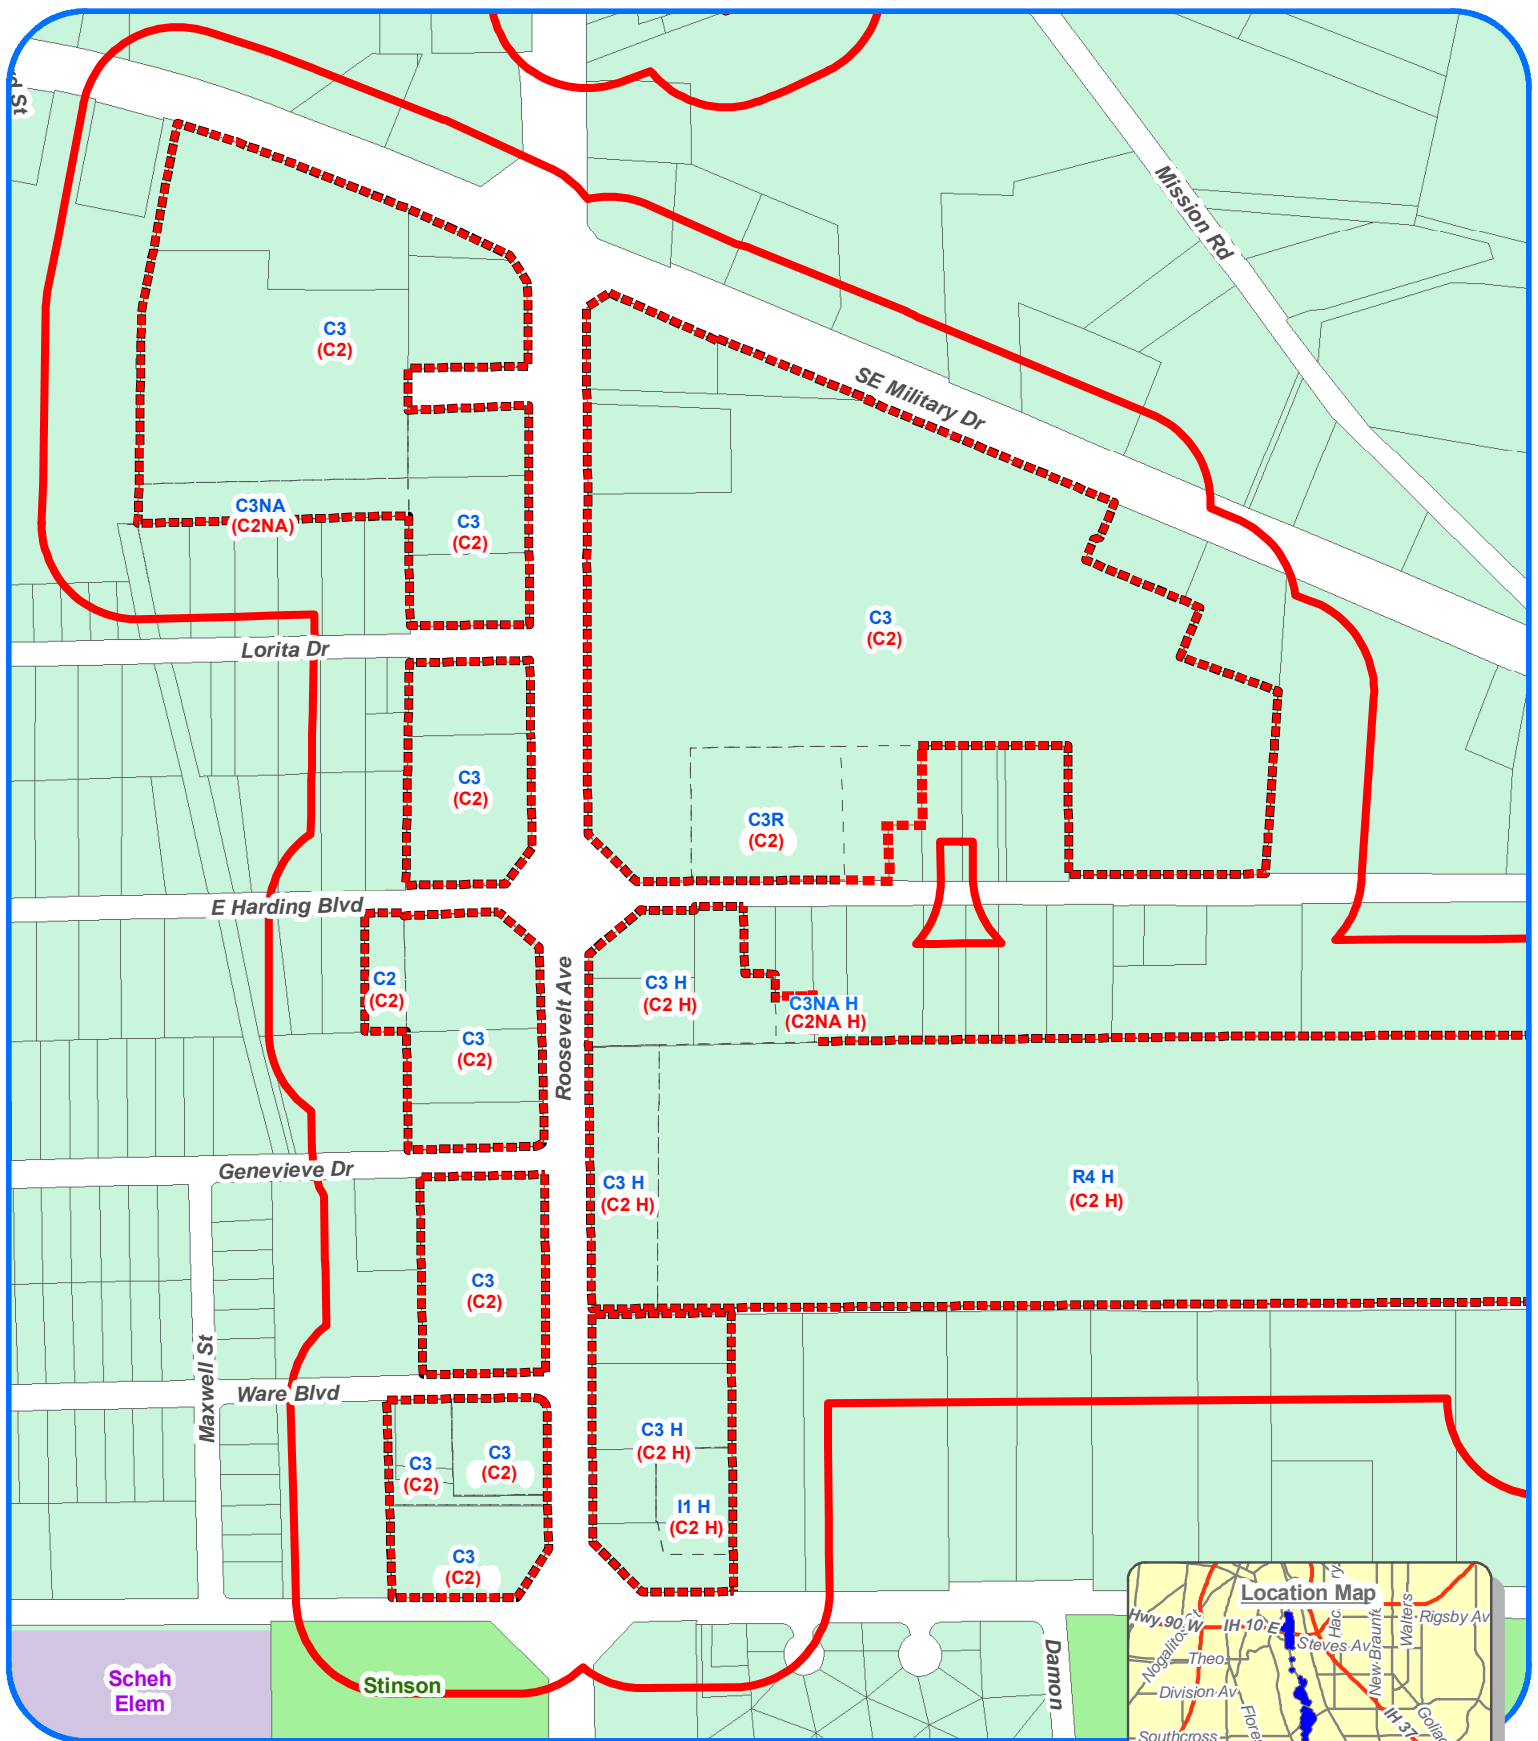 Mission Rd
C3
(C2)
SE Military Dr
C3NA
(C2NA)
C3
(C2)
C3
(C2)
Lorita Dr
C3
(C2)
C3R
(C2)
E Harding Blvd
Roosevelt Ave
C2
(C2)
C3 H
(C2 H)
C3NA H
(C2NA H)
C3
(C2)
Genevieve Dr
C3 H
(C2 H)
R4 H
(C2 H)
C3
(C2)
Maxwell St
Ware Blvd
C3
(C2)
C3
(C2)
C3 H
(C2 H)
I1 H
(C2 H)
C3
(C2)
Scheh
Elem
Stinson
Damon
Location Map
Hwy 90 W
IH 10 E
Rigsby Av
Steves Av
Walters
Theo
Division Av
IH 37
Southcross